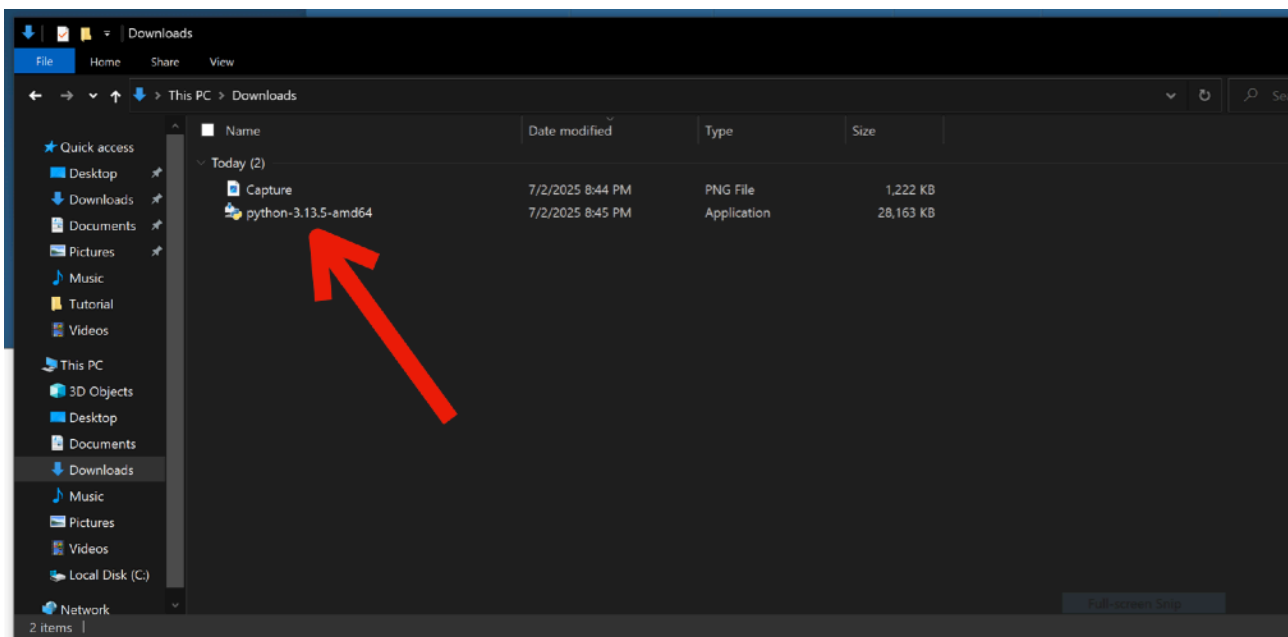 Downloads
File Home Share View
This PC > Downloads
Name Date modified Type Size
Quick access
Today (2)
Desktop
Capture 7/2/2025 8:44 PM PNG File 1,222 KB
Downloads
python-3.13.5-amd64 7/2/2025 8:45 PM Application 28,163 KB
Documents
Pictures
Music
Tutorial
Videos
This PC
3D Objects
Desktop
Documents
Downloads
Music
Pictures
Videos
Local Disk (C:)
Network
Full-screen Snip
2 items